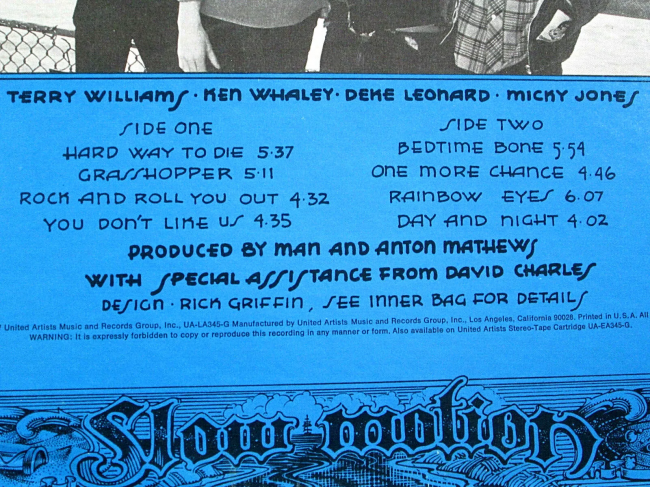 TERRY WILLIAMS · KEN WHALEY · DEKE LEONARD · MICKY JONES
SIDE ONE
HARD WAY TO DIE 5·37
GRASSHOPPER 5·11
ROCK AND ROLL YOU OUT 4·32
YOU DON'T LIKE US 4·35
SIDE TWO
BEDTIME BONE 5·54
ONE MORE CHANCE 4·46
RAINBOW EYES 6·07
DAY AND NIGHT 4·02
PRODUCED BY MAN AND ANTON MATHEWS
WITH SPECIAL ASSISTANCE FROM DAVID CHARLES
DESIGN · RICK GRIFFIN, SEE INNER BAG FOR DETAILS
United Artists Music and Records Group, Inc., UA-LA345-G Manufactured by United Artists Music and Records Group, Inc., Los Angeles, California 90028. Printed in U.S.A. All
WARNING: It is expressly forbidden to copy or reproduce this recording in any manner or form. Also available on United Artists Stereo-Tape Cartridge UA-EA345-G.
Slow motion